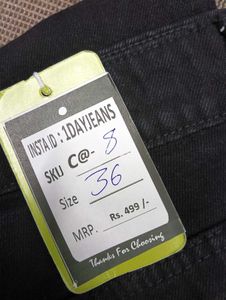 INSTA ID : 1DAYJEANS
SKU C@- 8
Size 36
MRP. Rs. 499 /-
Thanks For Choosing